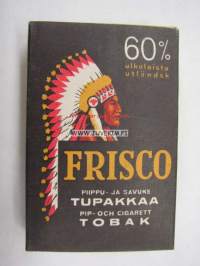 60%
ulkolaista
utländsk
FRISCO
PIIPPU- JA SAVUKE
TUPAKKAA
PIP- OCH CIGARETT
TOBAK